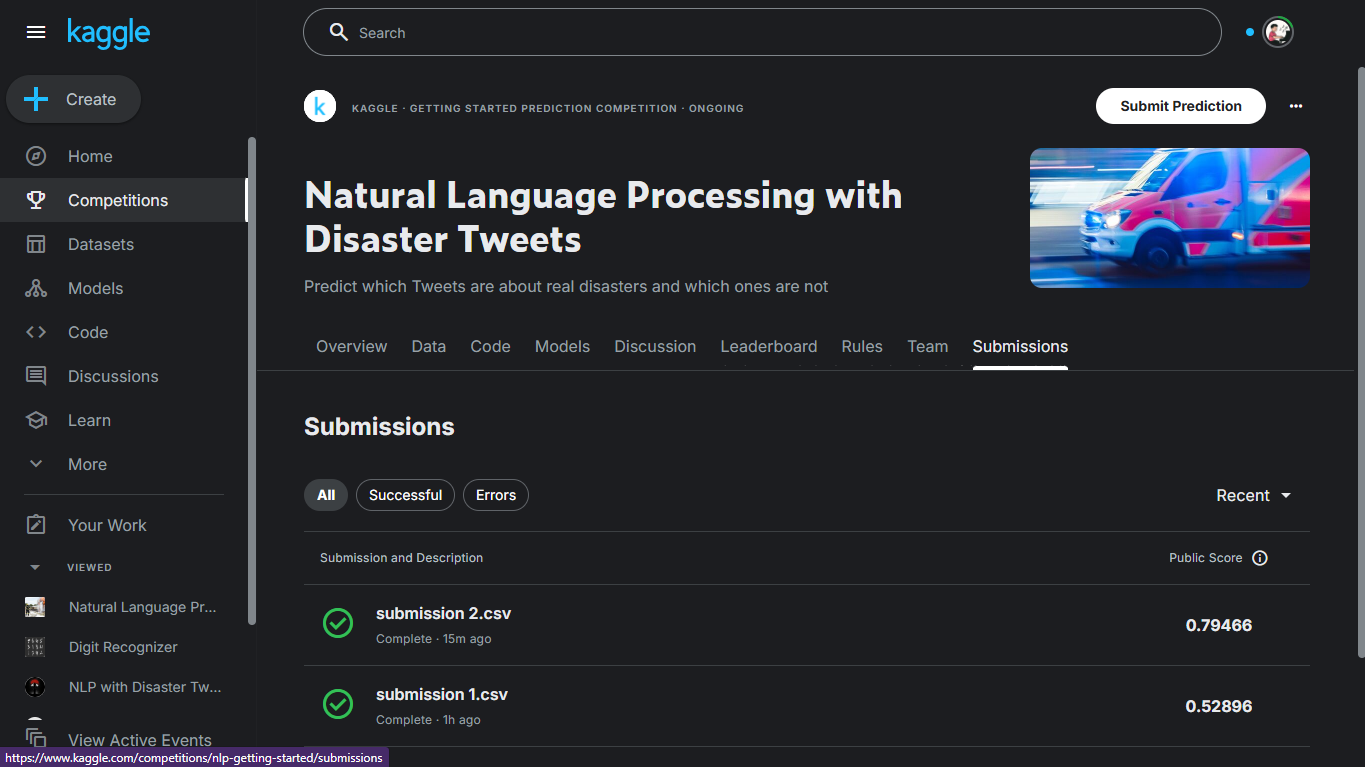 kaggle
Search
Create
Home
Competitions
Datasets
Models
Code
Discussions
Learn
More
Your Work
VIEWED
Natural Language Pr...
Digit Recognizer
NLP with Disaster Tw...
View Active Events
https://www.kaggle.com/competitions/nlp-getting-started/submissions
k
KAGGLE · GETTING STARTED PREDICTION COMPETITION · ONGOING
Submit Prediction
Natural Language Processing with
Disaster Tweets
Predict which Tweets are about real disasters and which ones are not
Overview Data Code Models Discussion Leaderboard Rules Team Submissions
Submissions
All Successful Errors
Recent
Submission and Description Public Score
submission 2.csv
Complete · 15m ago
0.79466
submission 1.csv
Complete · 1h ago
0.52896